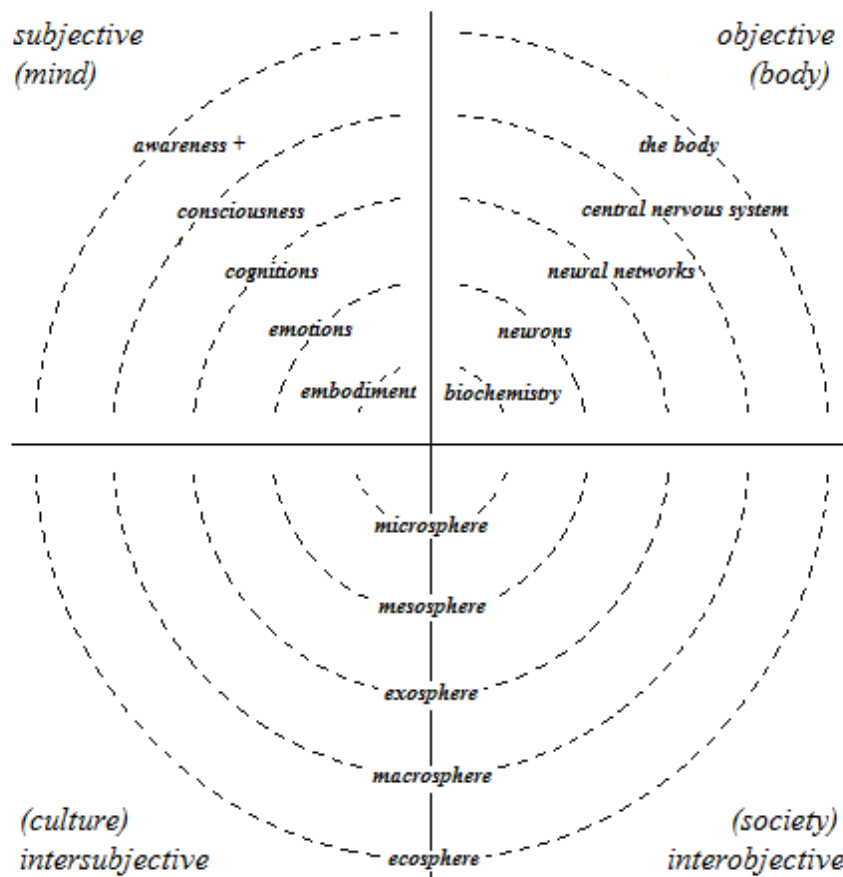 subjective
(mind)
objective
(body)
awareness +
the body
consciousness
central nervous system
cognitions
neural networks
emotions
neurons
embodiment
biochemistry
microsphere
mesosphere
exosphere
macrosphere
ecosphere
(culture)
intersubjective
(society)
interobjective